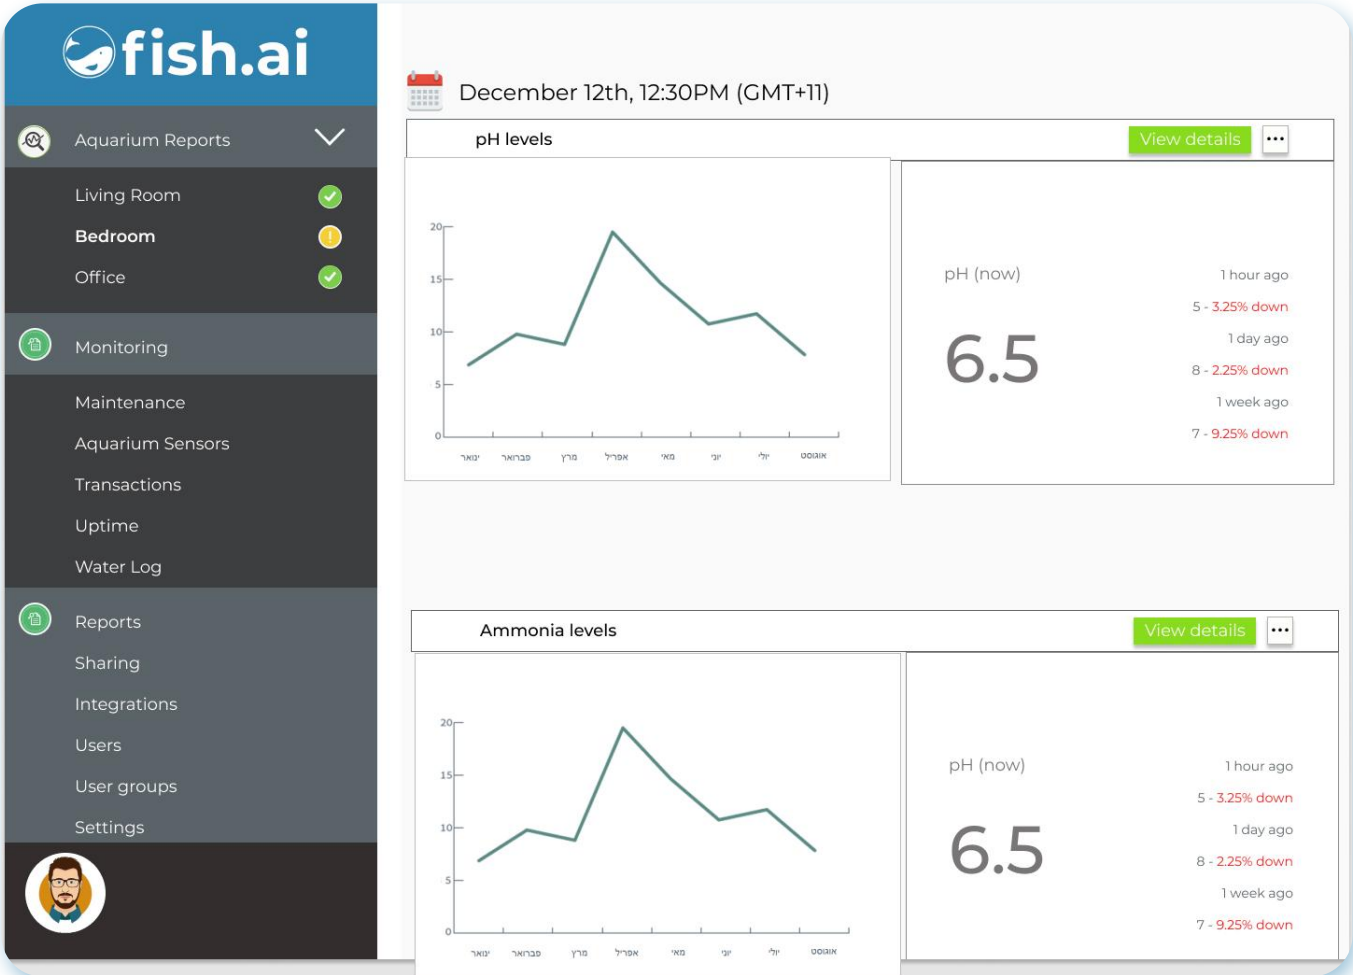 fish.ai
Aquarium Reports
Living Room
Bedroom
Office
Monitoring
Maintenance
Aquarium Sensors
Transactions
Uptime
Water Log
Reports
Sharing
Integrations
Users
User groups
Settings
December 12th, 12:30PM (GMT+11)
pH levels
View details
20
15
10
5
0
ינואר פברואר מרץ אפריל מאי יוני יולי אוגוסט
pH (now)
6.5
1 hour ago
5 - 3.25% down
1 day ago
8 - 2.25% down
1 week ago
7 - 9.25% down
Ammonia levels
View details
20
15
10
5
0
ינואר פברואר מרץ אפריל מאי יוני יולי אוגוסט
pH (now)
6.5
1 hour ago
5 - 3.25% down
1 day ago
8 - 2.25% down
1 week ago
7 - 9.25% down